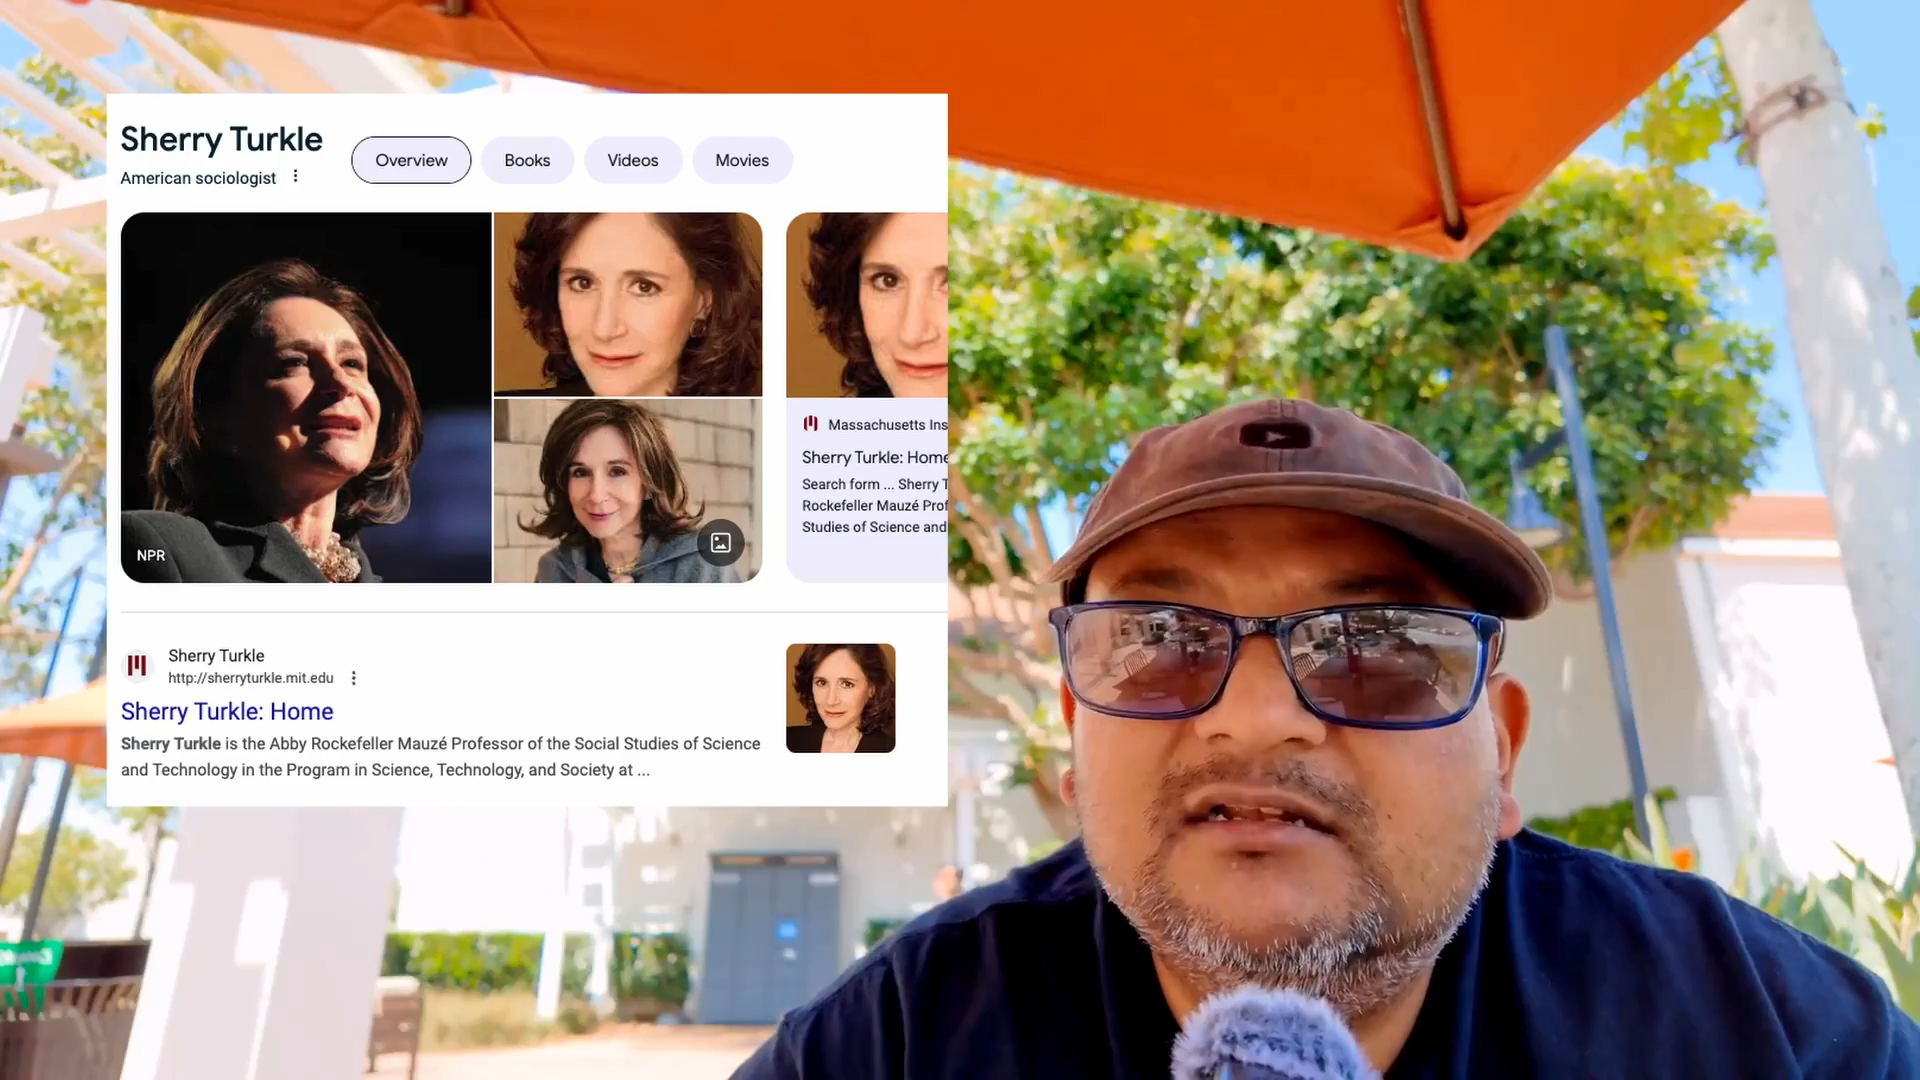 Sherry Turkle
American sociologist
Overview
Books
Videos
Movies
NPR
Massachusetts Ins
Sherry Turkle: Home
Search form ... Sherry T
Rockefeller Mauzé Prof
Studies of Science and
Sherry Turkle
http://sherryturkle.mit.edu
Sherry Turkle: Home
Sherry Turkle is the Abby Rockefeller Mauzé Professor of the Social Studies of Science
and Technology in the Program in Science, Technology, and Society at ...